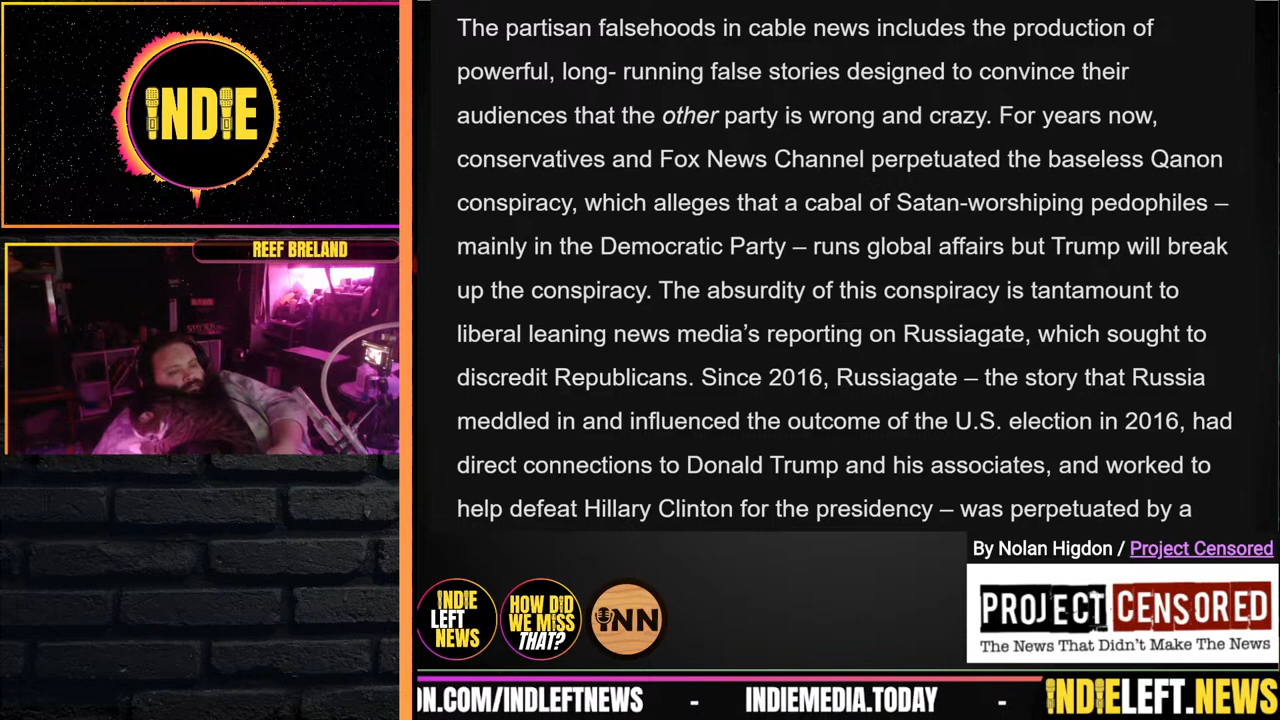 INDIE
REEF BRELAND
The partisan falsehoods in cable news includes the production of
powerful, long- running false stories designed to convince their
audiences that the other party is wrong and crazy. For years now,
conservatives and Fox News Channel perpetuated the baseless Qanon
conspiracy, which alleges that a cabal of Satan-worshiping pedophiles –
mainly in the Democratic Party – runs global affairs but Trump will break
up the conspiracy. The absurdity of this conspiracy is tantamount to
liberal leaning news media’s reporting on Russiagate, which sought to
discredit Republicans. Since 2016, Russiagate – the story that Russia
meddled in and influenced the outcome of the U.S. election in 2016, had
direct connections to Donald Trump and his associates, and worked to
help defeat Hillary Clinton for the presidency – was perpetuated by a
By Nolan Higdon / Project Censored
INDIE
LEFT
NEWS
HOW DID
WE MISS
THAT?
INN
PROJECT CENSORED
The News That Didn't Make The News
ON.COM/INDLEFTNEWS - INDIEMEDIA.TODAY - INDIELEFT.NEWS